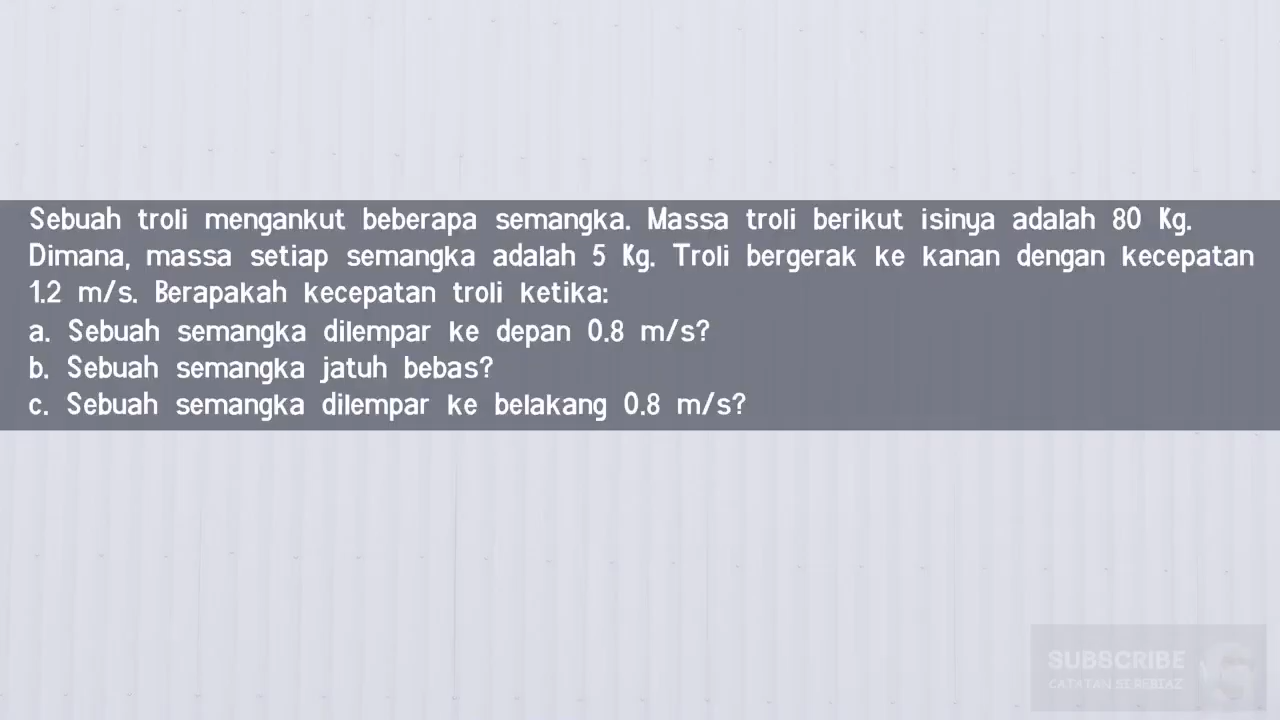 Sebuah troli mengankut beberapa semangka. Massa troli berikut isinya adalah 80 Kg.
Dimana, massa setiap semangka adalah 5 Kg. Troli bergerak ke kanan dengan kecepatan
1.2 m/s. Berapakah kecepatan troli ketika:
a. Sebuah semangka dilempar ke depan 0.8 m/s?
b. Sebuah semangka jatuh bebas?
c. Sebuah semangka dilempar ke belakang 0.8 m/s?
SUBSCRIBE
CATATAN